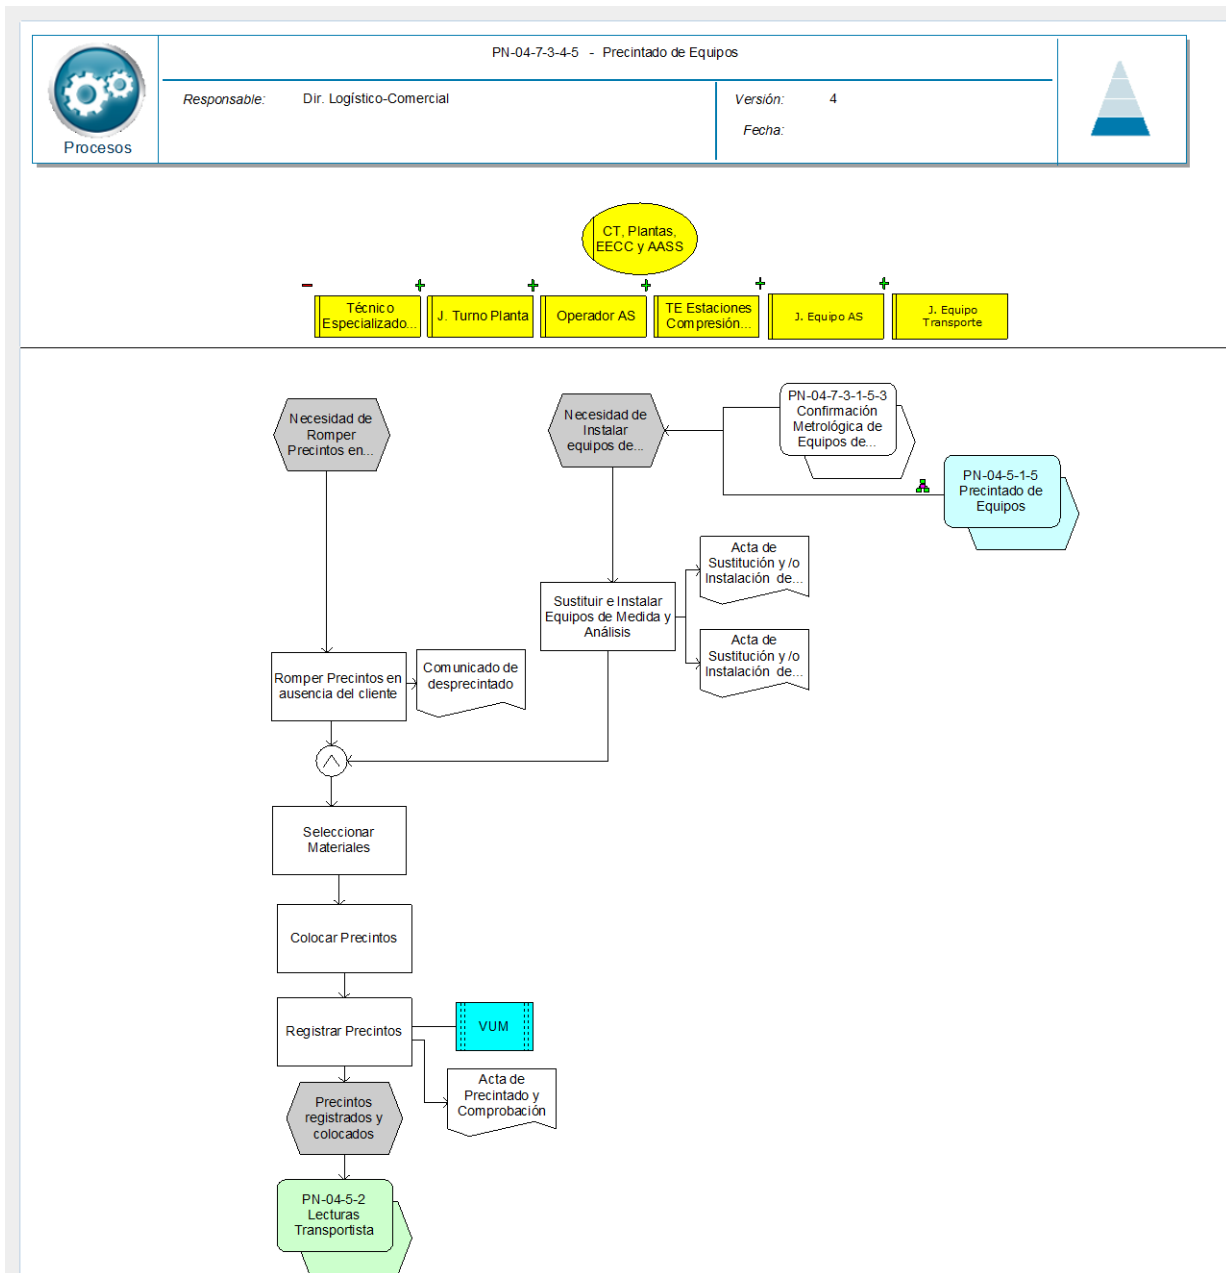 PN-04-7-3-4-5 - Precintado de Equipos
Responsable: Dir. Logístico-Comercial
Versión: 4
Fecha:
Procesos
CT, Plantas,
EECC y AASS
Técnico
Especializado...
J. Turno Planta
Operador AS
TE Estaciones
Compresión...
J. Equipo AS
J. Equipo
Transporte
Necesidad de
Romper
Precintos en...
Necesidad de
Instalar
equipos de...
PN-04-7-3-1-5-3
Confirmación
Metrológica de
Equipos de...
PN-04-5-1-5
Precintado de
Equipos
Acta de
Sustitución y /o
Instalación de...
Sustituir e Instalar
Equipos de Medida y
Análisis
Acta de
Sustitución y /o
Instalación de...
Romper Precintos en
ausencia del cliente
Comunicado de
desprecintado
Seleccionar
Materiales
Colocar Precintos
Registrar Precintos
VUM
Acta de
Precintado y
Comprobación
Precintos
registrados y
colocados
PN-04-5-2
Lecturas
Transportista